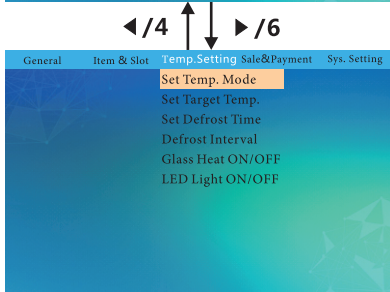 ◀/4 ▶/6
General Item & Slot Temp.Setting Sale&Payment Sys. Setting
Set Temp. Mode
Set Target Temp.
Set Defrost Time
Defrost Interval
Glass Heat ON/OFF
LED Light ON/OFF